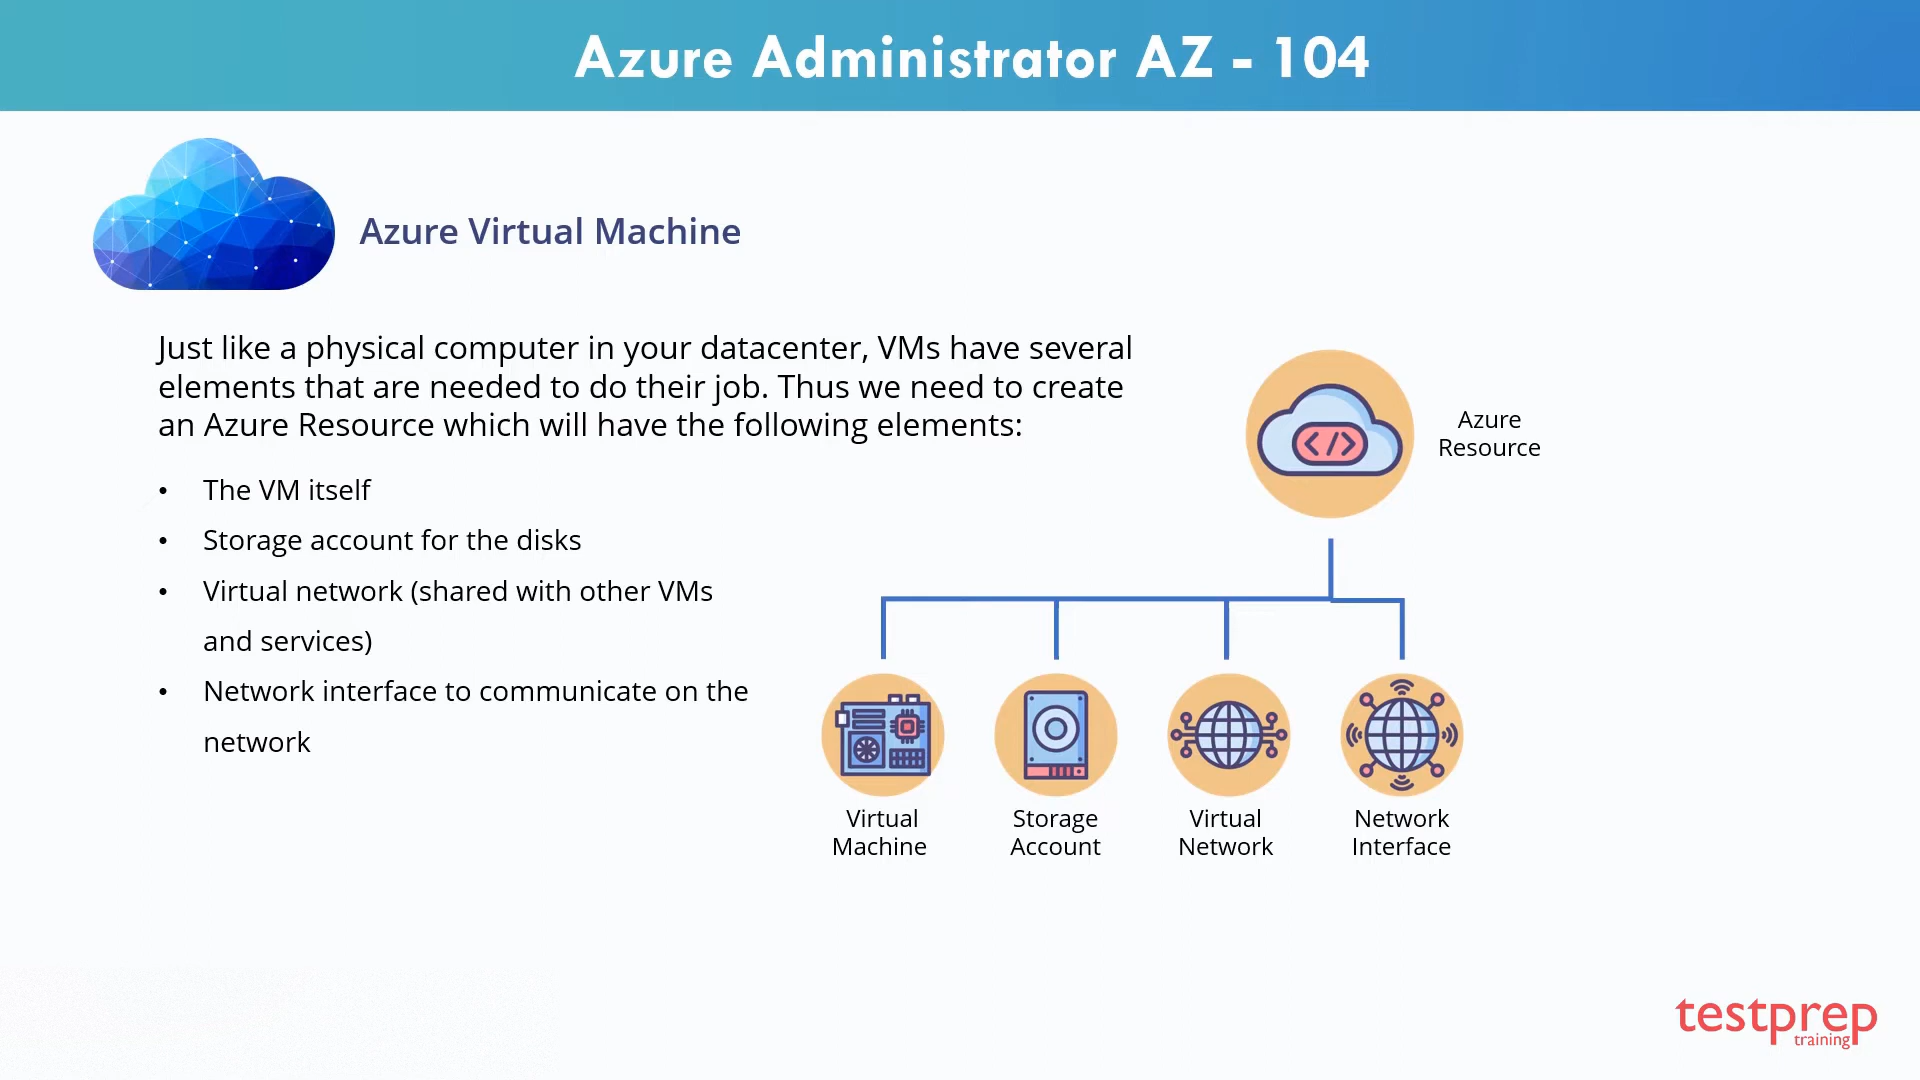 Azure Administrator AZ - 104
Azure Virtual Machine
Just like a physical computer in your datacenter, VMs have several
elements that are needed to do their job. Thus we need to create
an Azure Resource which will have the following elements:
• The VM itself
• Storage account for the disks
• Virtual network (shared with other VMs
and services)
• Network interface to communicate on the
network
Azure
Resource
</>
Virtual
Machine
Storage
Account
Virtual
Network
Network
Interface
testprep
training